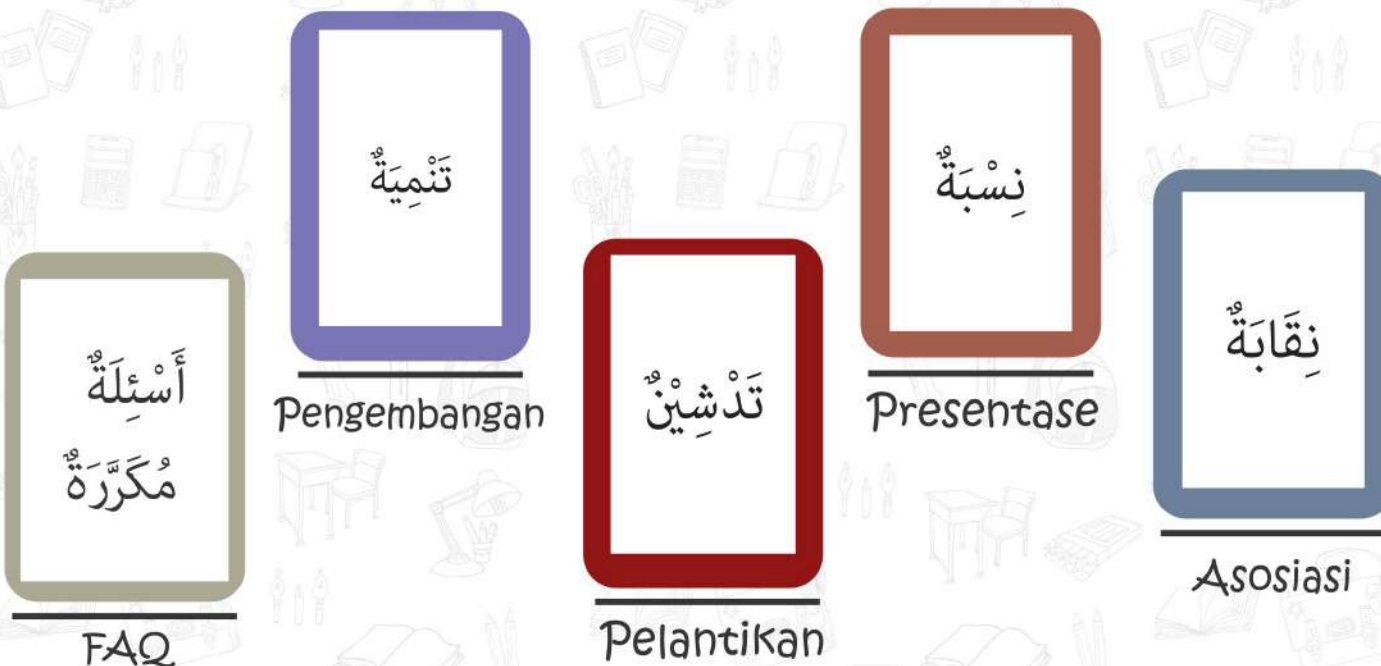 أَسْئِلَةٌ
مُكَرَّرَةٌ
FAQ
تَنْمِيَةٌ
Pengembangan
تَدْشِيْنٌ
Pelantikan
نِسْبَةٌ
Presentase
نِقَابَةٌ
Asosiasi